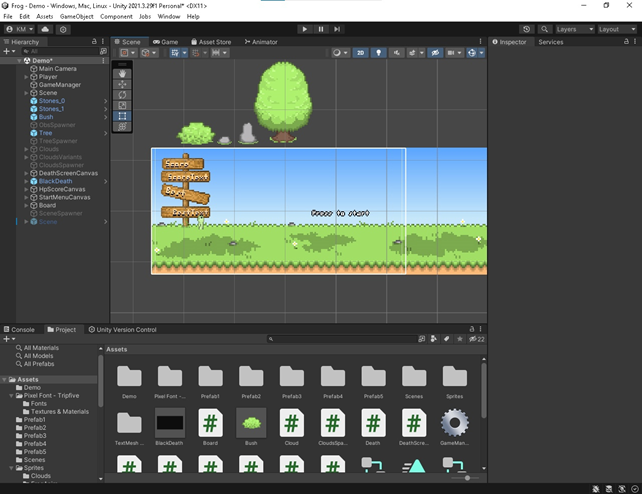 Frog - Demo - Windows, Mac, Linux - Unity 2021.3.29f1 Personal* <DX11>
File Edit Assets GameObject Component Jobs Window Help
KM
Layers Layout
Hierarchy
Scene Game Asset Store Animator
Inspector Services
All
2D
Demo*
Main Camera
Player
GameManager
Scene
Stones_0
Stones_1
Bush
ObsSpawner
Tree
TreeSpawner
Clouds
CloudsVariants
CloudsSpawner
DeathScreenCanvas
BlackDeath
HpScoreCanvas
StartMenuCanvas
Board
SceneSpawner
Scene
Score
ScoreText
Best
BestText
Press to start
Console Project Unity Version Control
22
All Materials
All Models
All Prefabs
Assets
Demo
Pixel Font - Tripfive
Fonts
Textures & Materials
Prefab1
Prefab2
Prefab3
Prefab4
Prefab5
Scenes
Sprites
Clouds
Assets
Demo Pixel Font -... Prefab1 Prefab2 Prefab3 Prefab4 Prefab5 Scenes Sprites
TextMesh ... BlackDeath Board Bush Cloud CloudsSpa... Death DeathScre... GameMan...